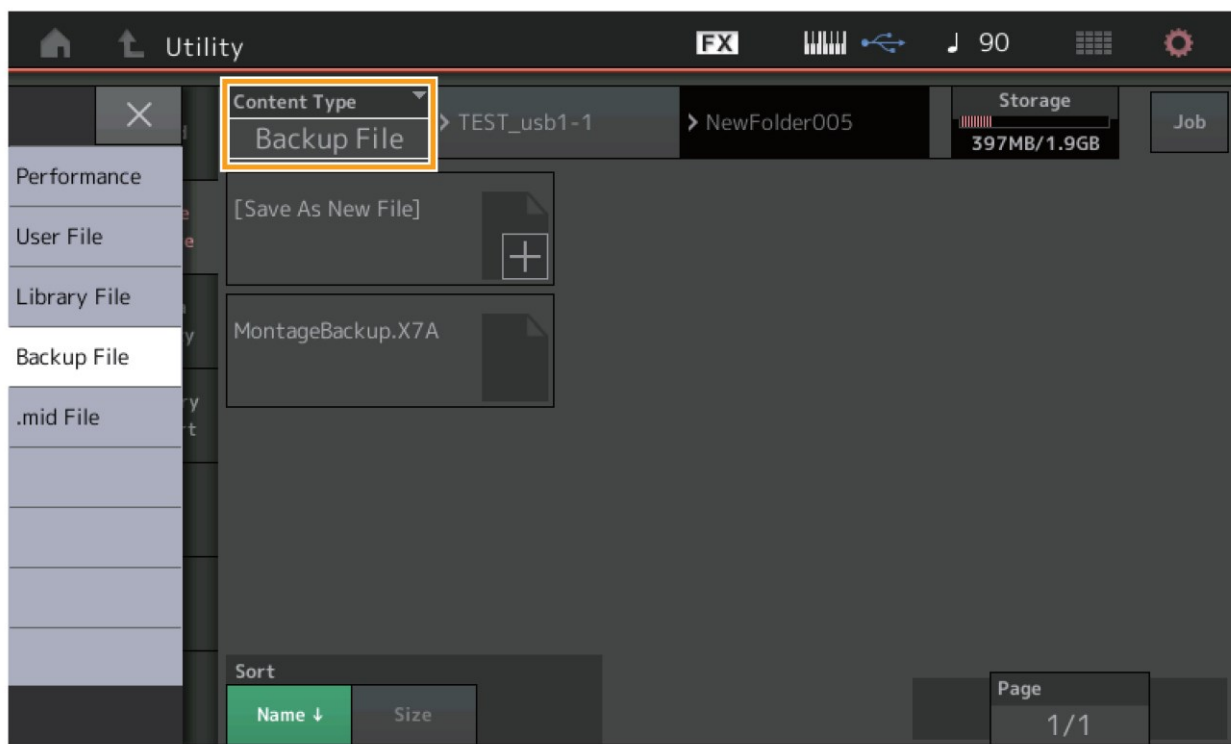 Utility
FX
90
Content Type
Backup File
TEST_usb1-1
NewFolder005
Storage
397MB/1.9GB
Job
Performance
User File
Library File
Backup File
.mid File
[Save As New File]
MontageBackup.X7A
Sort
Name ↓
Size
Page
1/1